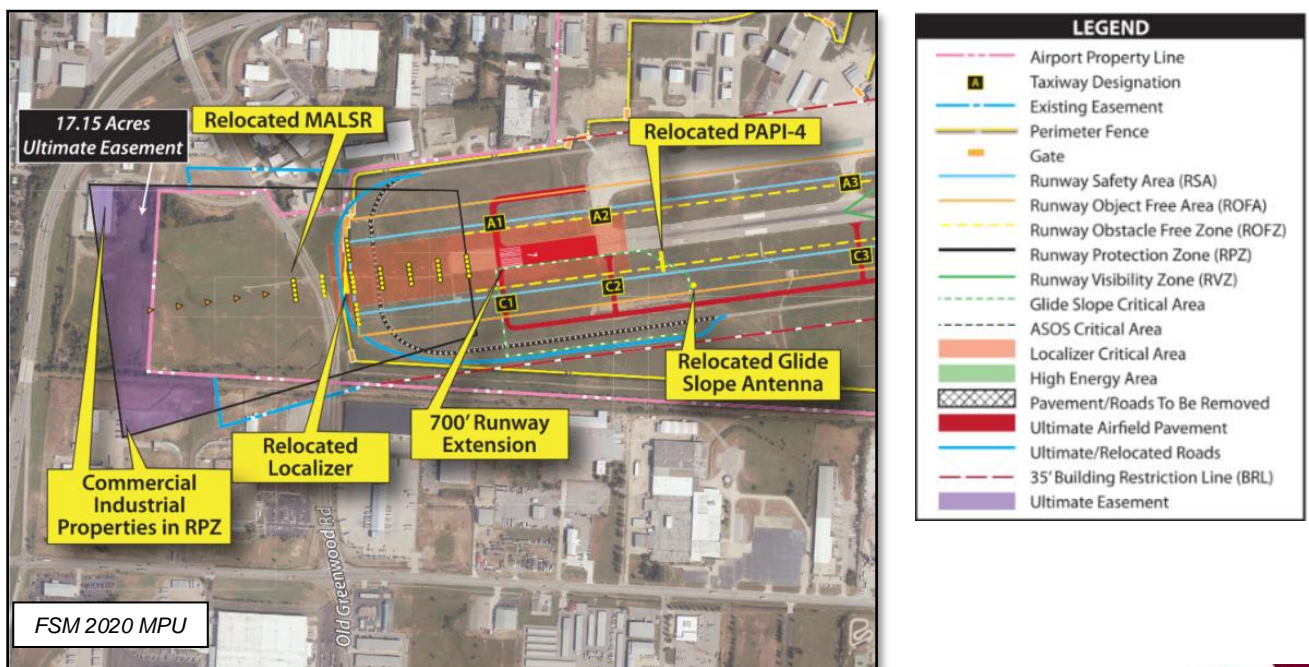 17.15 Acres
Ultimate Easement
Relocated MALSR
Relocated PAPI-4
A1
A2
A3
C1
C2
C3
7
Relocated Glide
Slope Antenna
700' Runway
Extension
Relocated
Localizer
Commercial
Industrial
Properties in RPZ
Old Greenwood Rd
FSM 2020 MPU
LEGEND
Airport Property Line
A Taxiway Designation
Existing Easement
Perimeter Fence
Gate
Runway Safety Area (RSA)
Runway Object Free Area (ROFA)
Runway Obstacle Free Zone (ROFZ)
Runway Protection Zone (RPZ)
Runway Visibility Zone (RVZ)
Glide Slope Critical Area
ASOS Critical Area
Localizer Critical Area
High Energy Area
Pavement/Roads To Be Removed
Ultimate Airfield Pavement
Ultimate/Relocated Roads
35' Building Restriction Line (BRL)
Ultimate Easement